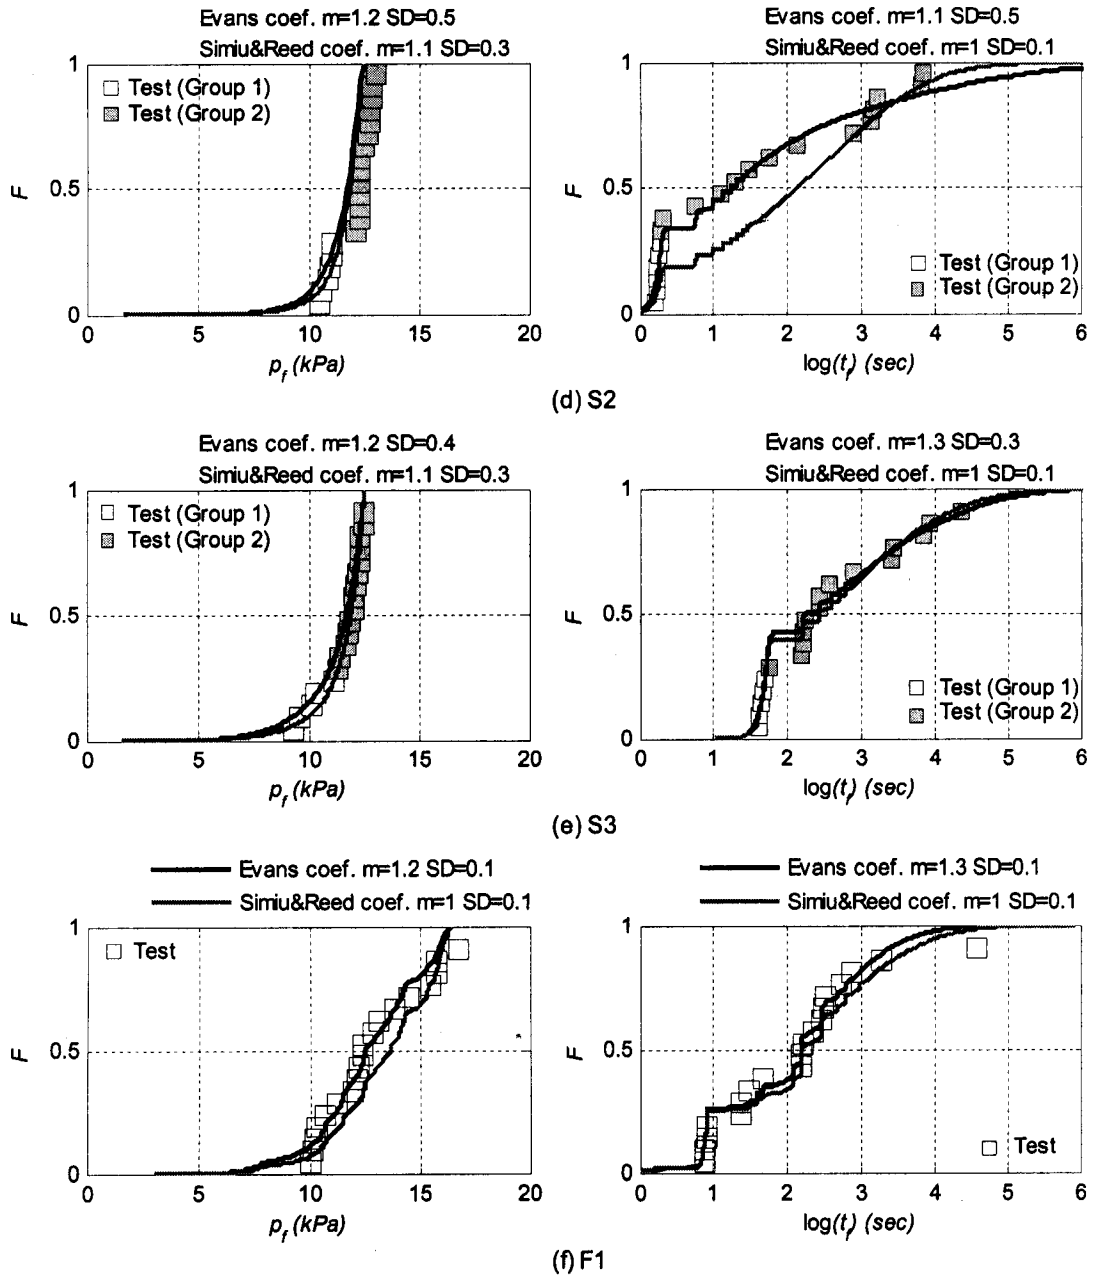 Evans coef. m=1.2 SD=0.5
Simiu&Reed coef. m=1.1 SD=0.3
1
Test (Group 1)
Test (Group 2)
0.5
F
0
0 5 10 15 20
p_f (kPa)
Evans coef. m=1.1 SD=0.5
Simiu&Reed coef. m=1 SD=0.1
1
0.5
F
Test (Group 1)
Test (Group 2)
0
0 1 2 3 4 5 6
log(t_f) (sec)
(d) S2
Evans coef. m=1.2 SD=0.4
Simiu&Reed coef. m=1.1 SD=0.3
1
Test (Group 1)
Test (Group 2)
0.5
F
0
0 5 10 15 20
p_f (kPa)
Evans coef. m=1.3 SD=0.3
Simiu&Reed coef. m=1 SD=0.1
1
0.5
F
Test (Group 1)
Test (Group 2)
0
0 1 2 3 4 5 6
log(t_f) (sec)
(e) S3
Evans coef. m=1.2 SD=0.1
Simiu&Reed coef. m=1 SD=0.1
1
Test
0.5
F
0
0 5 10 15 20
p_f (kPa)
Evans coef. m=1.3 SD=0.1
Simiu&Reed coef. m=1 SD=0.1
1
0.5
F
Test
0
0 1 2 3 4 5 6
log(t_f) (sec)
(f) F1